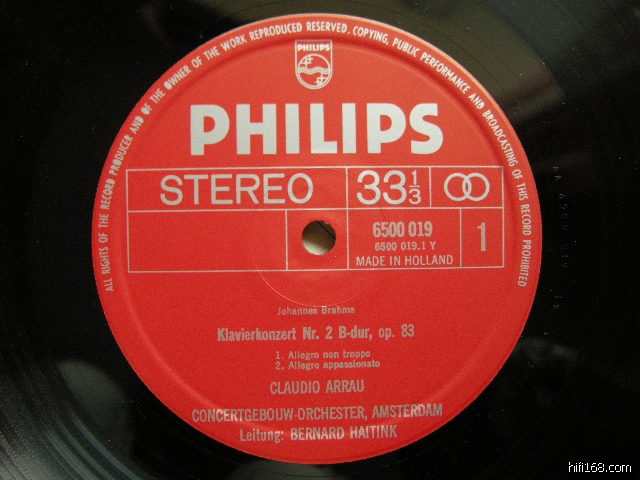 ALL RIGHTS OF THE RECORD PRODUCER AND OF THE OWNER OF THE WORK REPRODUCED RESERVED. COPYING, PUBLIC PERFORMANCE AND BROADCASTING OF THIS RECORD PROHIBITED
PHILIPS
PHILIPS
STEREO 33⅓
6500 019
6500 019.1 Y
1
MADE IN HOLLAND
Johannes Brahms
Klavierkonzert Nr. 2 B-dur, op. 83
1. Allegro non troppo
2. Allegro appassionato
CLAUDIO ARRAU
CONCERTGEBOUW-ORCHESTER, AMSTERDAM
Leitung: BERNARD HAITINK
hifi168.com